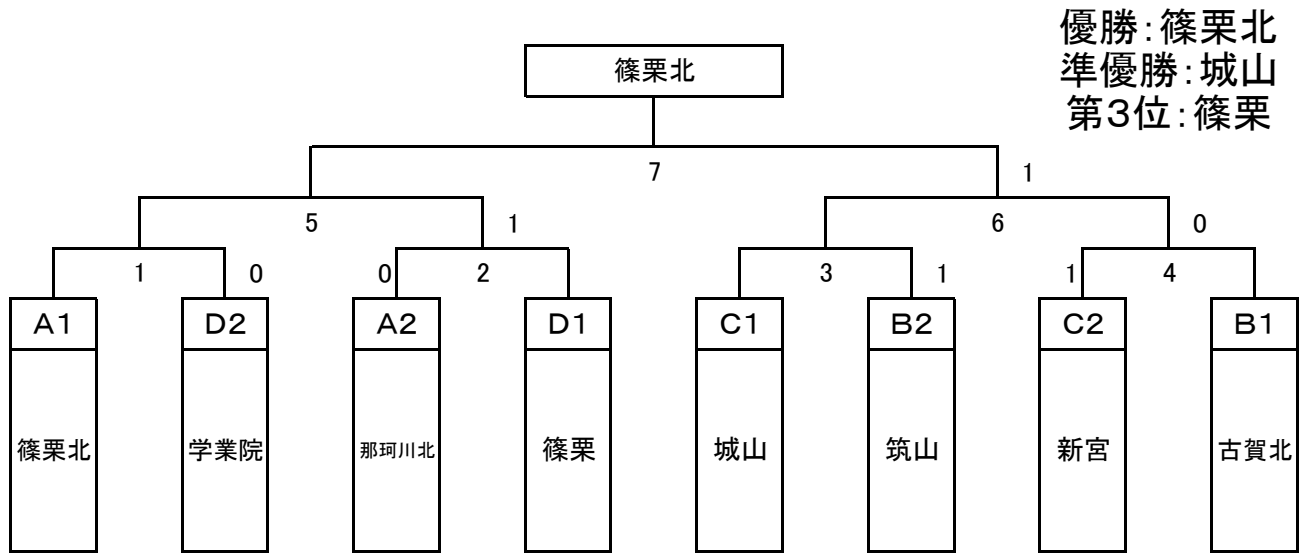 優勝：篠栗北
準優勝：城山
第３位：篠栗
篠栗北
7 1
5 1 6 0
1 0 0 2 3 1 1 4
Ａ１ Ｄ２ Ａ２ Ｄ１ Ｃ１ Ｂ２ Ｃ２ Ｂ１
篠栗北 学業院 那珂川北 篠栗 城山 筑山 新宮 古賀北